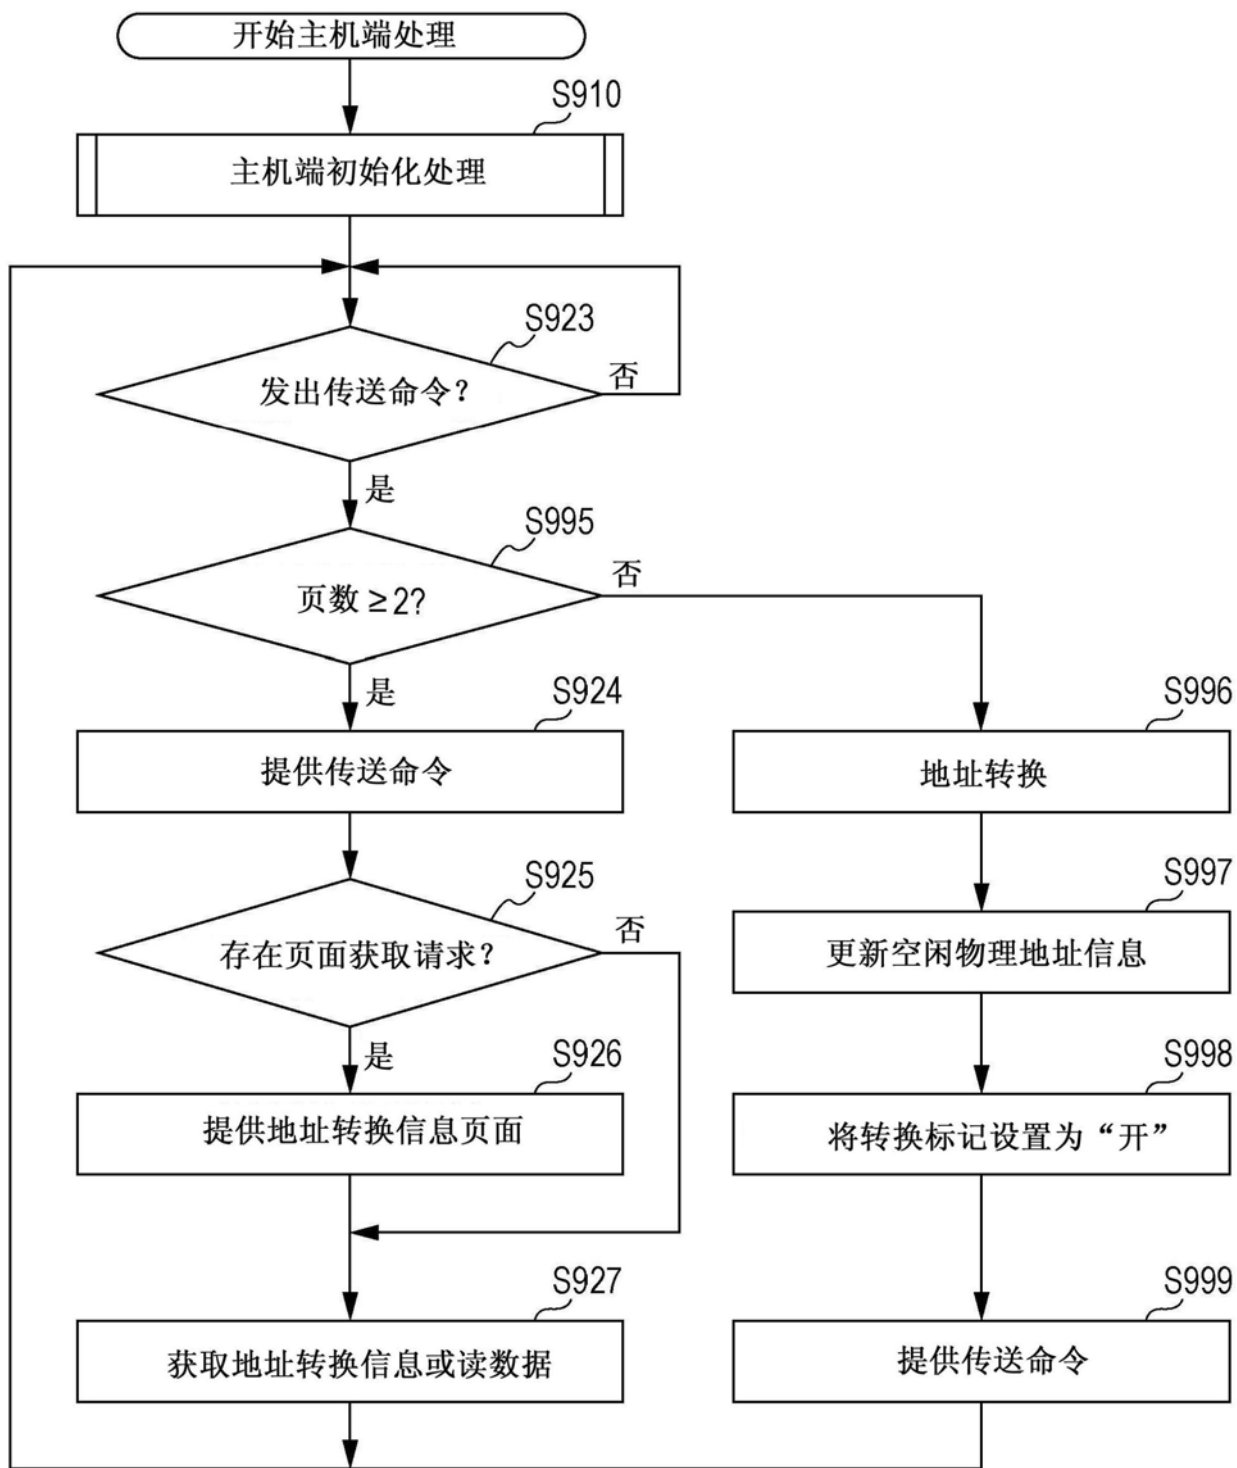 开始主机端处理
S910
主机端初始化处理
S923
发出传送命令？
否
是
S995
页数≥2?
否
是
S924
提供传送命令
S996
地址转换
S925
存在页面获取请求？
否
是
S997
更新空闲物理地址信息
S926
提供地址转换信息页面
S998
将转换标记设置为“开”
S927
获取地址转换信息或读数据
S999
提供传送命令